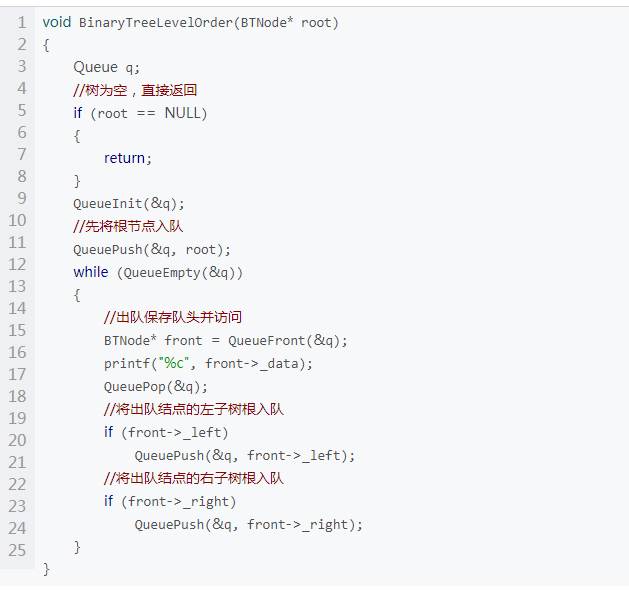 1 void BinaryTreeLevelOrder(BTNode* root)
2 {
3     Queue q;
4     //树为空，直接返回
5     if (root == NULL)
6     {
7         return;
8     }
9     QueueInit(&q);
10     //先将根节点入队
11     QueuePush(&q, root);
12     while (QueueEmpty(&q))
13     {
14         //出队保存队头并访问
15         BTNode* front = QueueFront(&q);
16         printf("%c", front->_data);
17         QueuePop(&q);
18         //将出队结点的左子树根入队
19         if (front->_left)
20             QueuePush(&q, front->_left);
21         //将出队结点的右子树根入队
22         if (front->_right)
23             QueuePush(&q, front->_right);
24     }
25 }